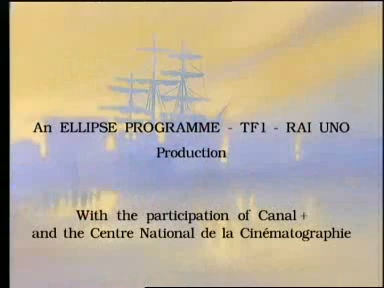 An ELLIPSE PROGRAMME - TF1 - RAI UNO
Production
With the participation of Canal+
and the Centre National de la Cinématographie